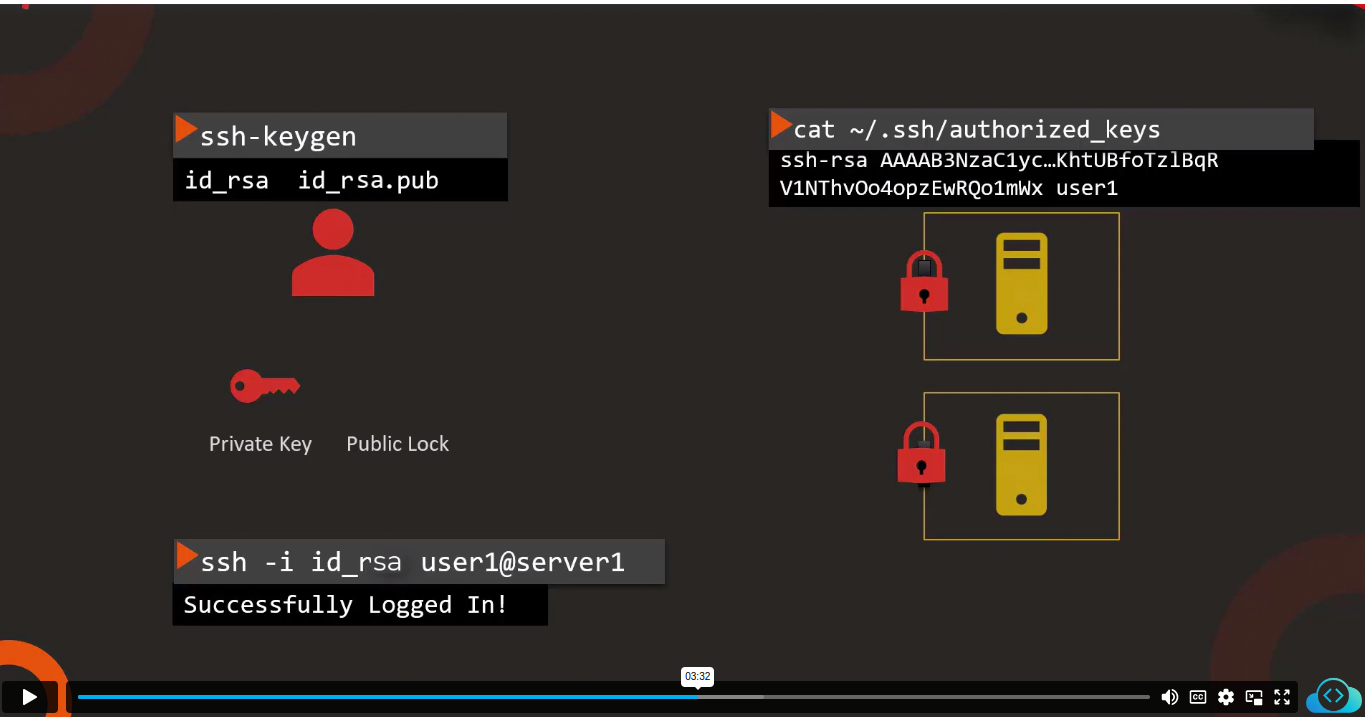 ssh-keygen
id_rsa id_rsa.pub
cat ~/.ssh/authorized_keys
ssh-rsa AAAAB3NzaC1yc…KhtUBfoTzlBqR
V1NThvOo4opzEwRQo1mWx user1
Private Key Public Lock
ssh -i id_rsa user1@server1
Successfully Logged In!
03:32
CC